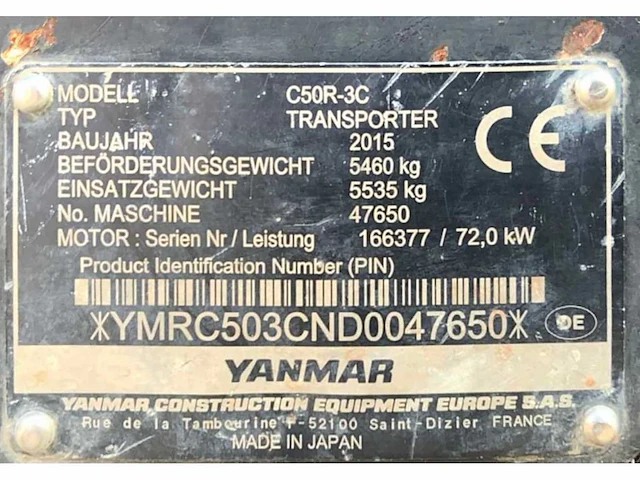 MODELL C50R-3C
TYP TRANSPORTER
BAUJAHR 2015
BEFÖRDERUNGSGEWICHT 5460 kg
EINSATZGEWICHT 5535 kg
No. MASCHINE 47650
MOTOR : Serien Nr / Leistung 166377 / 72,0 kW
CE
Product Identification Number (PIN)
*YMRC503CND0047650*
DE
YANMAR
YANMAR CONSTRUCTION EQUIPMENT EUROPE S.A.S.
Rue de la Tambourine F-52100 Saint-Dizier FRANCE
MADE IN JAPAN